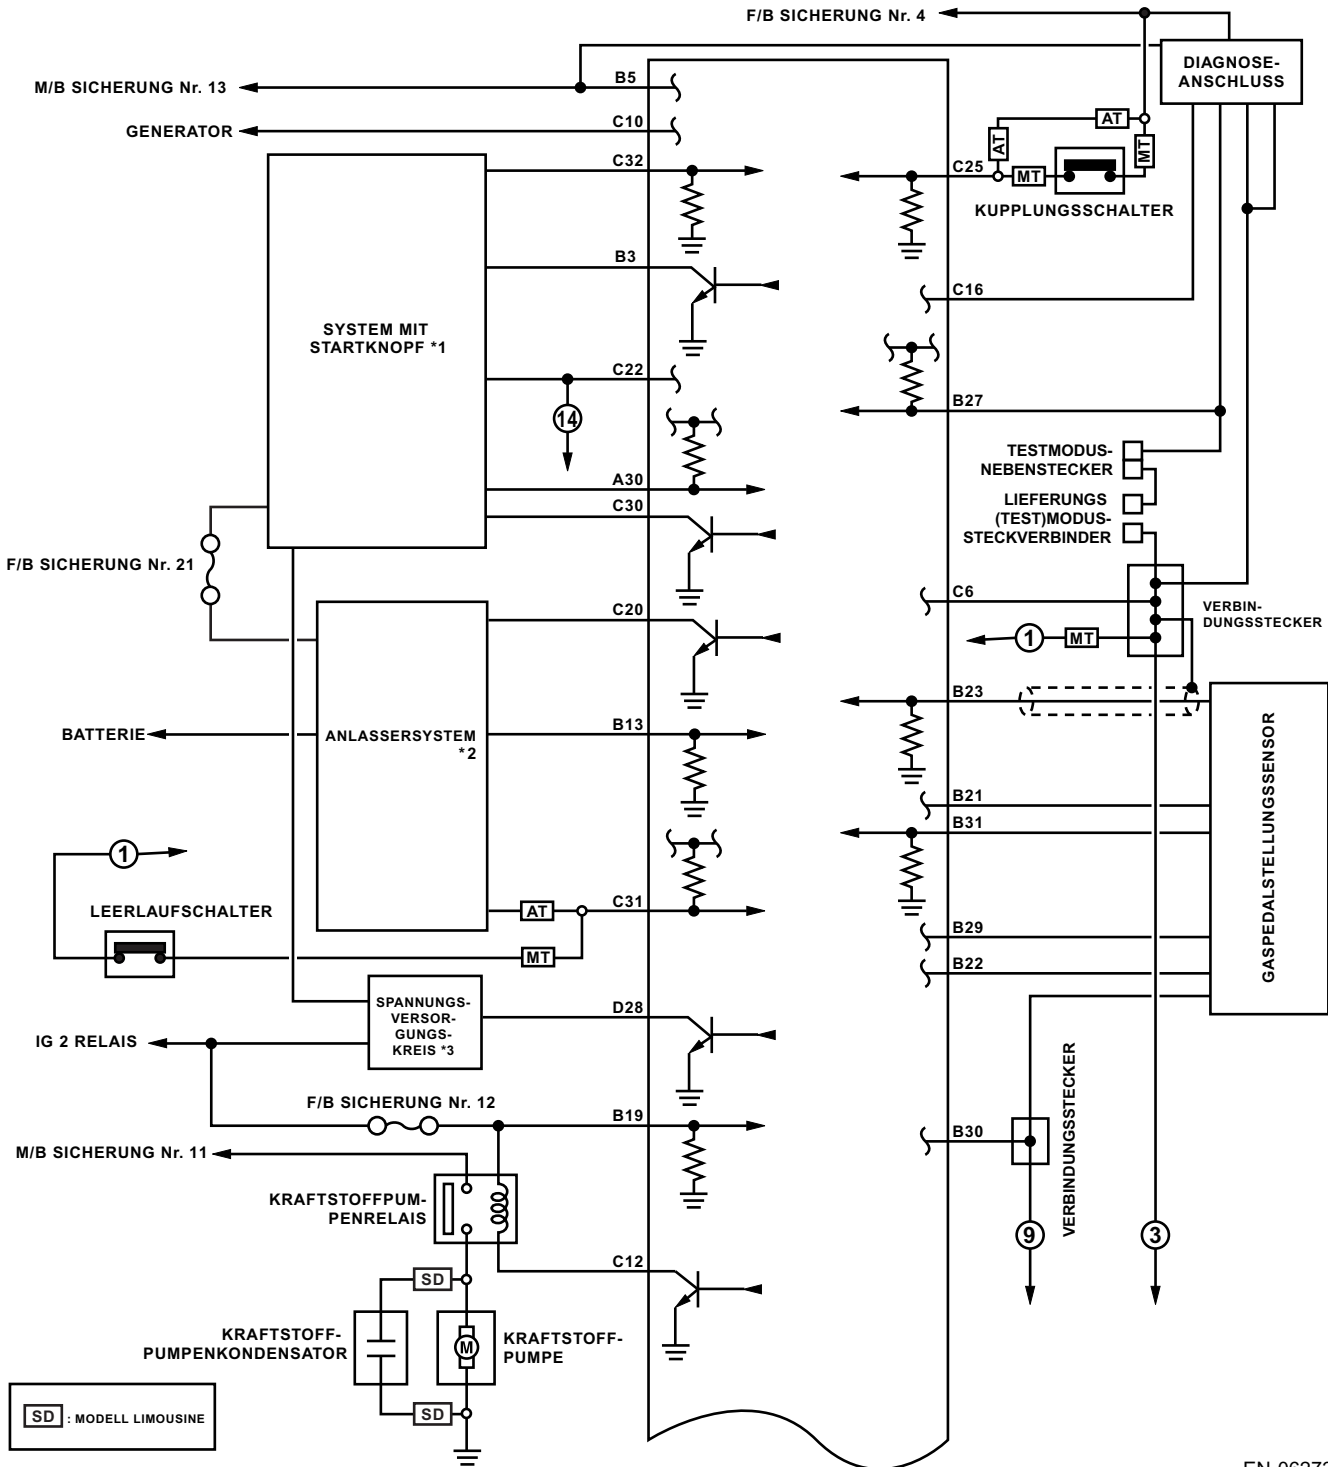 F/B SICHERUNG Nr. 4
DIAGNOSE-
ANSCHLUSS
M/B SICHERUNG Nr. 13
B5
GENERATOR
C10
AT
AT
MT
C32
C25
MT
KUPPLUNGSSCHALTER
B3
C16
SYSTEM MIT
STARTKNOPF *1
C22
14
B27
TESTMODUS-
NEBENSTECKER
A30
LIEFERUNGS
(TEST)MODUS-
STECKVERBINDER
C30
F/B SICHERUNG Nr. 21
C6
VERBIN-
DUNGSSTECKER
C20
1
MT
B23
BATTERIE
ANLASSERSYSTEM
*2
B13
GASPEDALSTELLUNGSSENSOR
B21
B31
1
LEERLAUFSCHALTER
AT
C31
B29
MT
B22
SPANNUNGS-
VERSOR-
GUNGS-
KREIS *3
D28
IG 2 RELAIS
F/B SICHERUNG Nr. 12
B19
B30
VERBINDUNGSSTECKER
M/B SICHERUNG Nr. 11
KRAFTSTOFFPUM-
PENRELAIS
9
3
C12
SD
KRAFTSTOFF-
PUMPENKONDENSATOR
M
KRAFTSTOFF-
PUMPE
SD
SD : MODELL LIMOUSINE